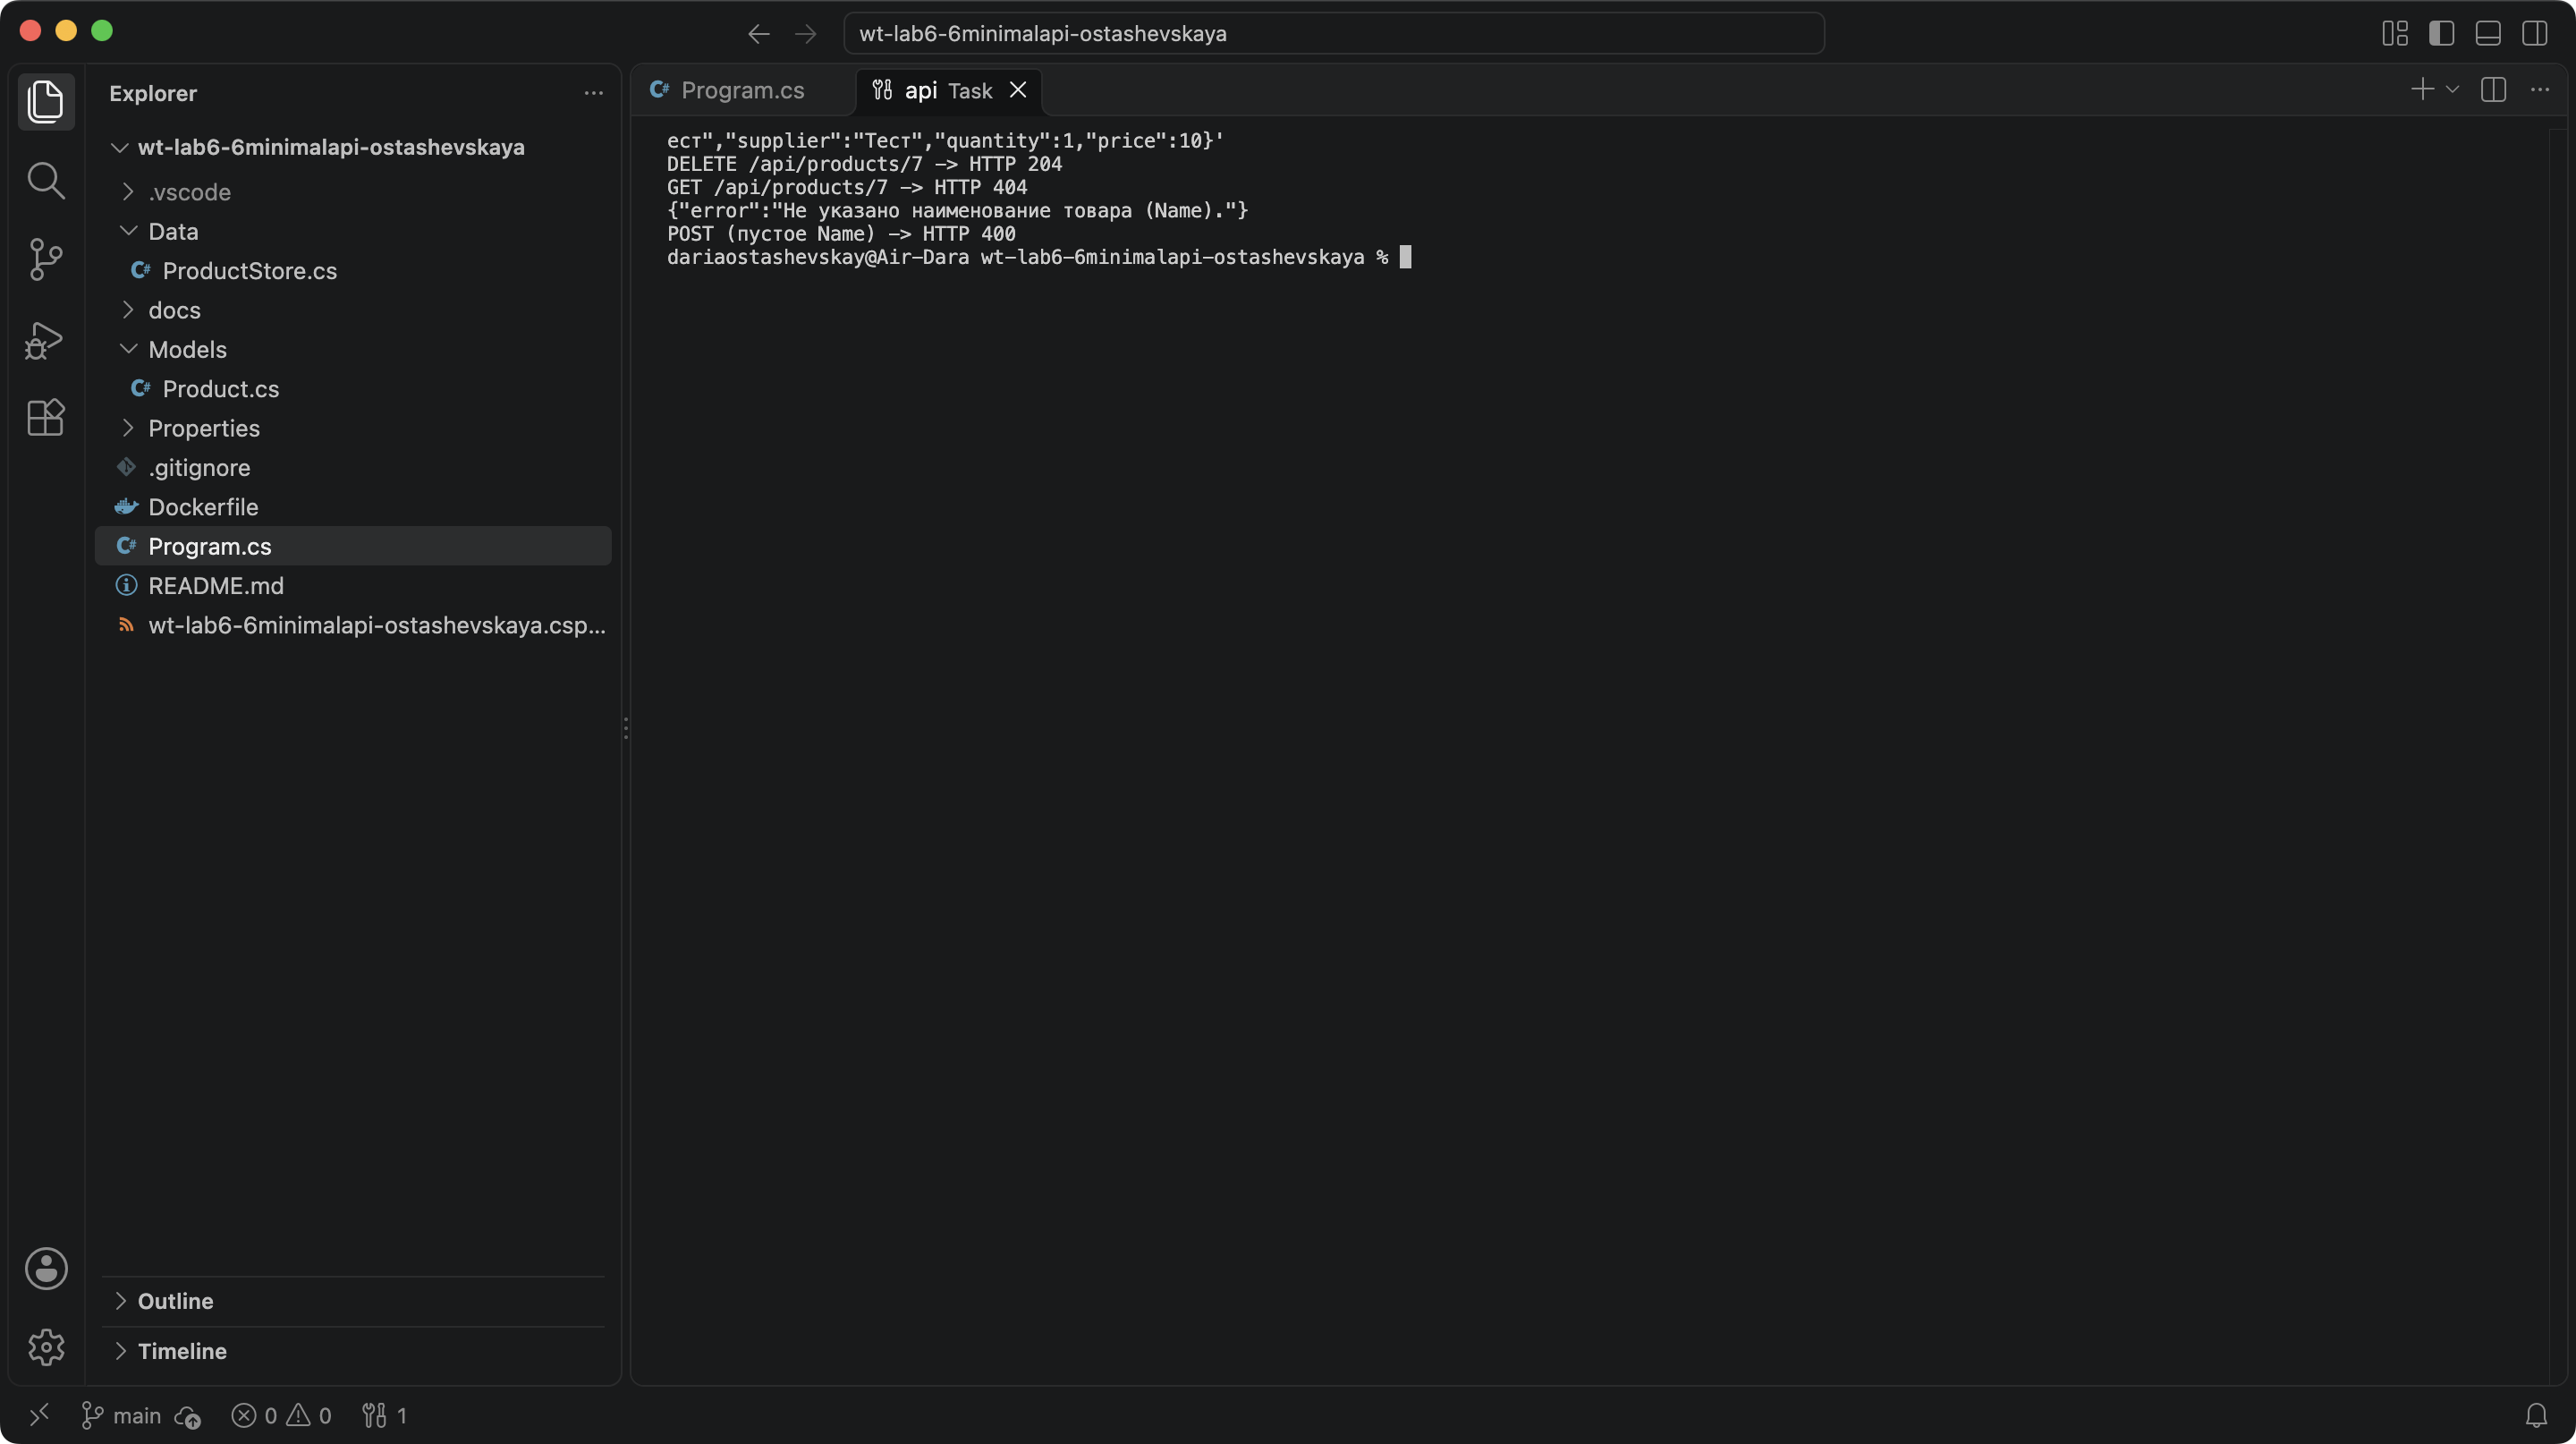 wt-lab6-6minimalapi-ostashevskaya
Explorer
wt-lab6-6minimalapi-ostashevskaya
.vscode
Data
ProductStore.cs
docs
Models
Product.cs
Properties
.gitignore
Dockerfile
Program.cs
README.md
wt-lab6-6minimalapi-ostashevskaya.csp...
Outline
Timeline
Program.cs
api Task
ест","supplier":"Тест","quantity":1,"price":10}'
DELETE /api/products/7 —> HTTP 204
GET /api/products/7 —> HTTP 404
{"error":"Не указано наименование товара (Name)."}
POST (пустое Name) —> HTTP 400
dariaostashevskay@Air-Dara wt-lab6-6minimalapi-ostashevskaya %
main
0
0
1